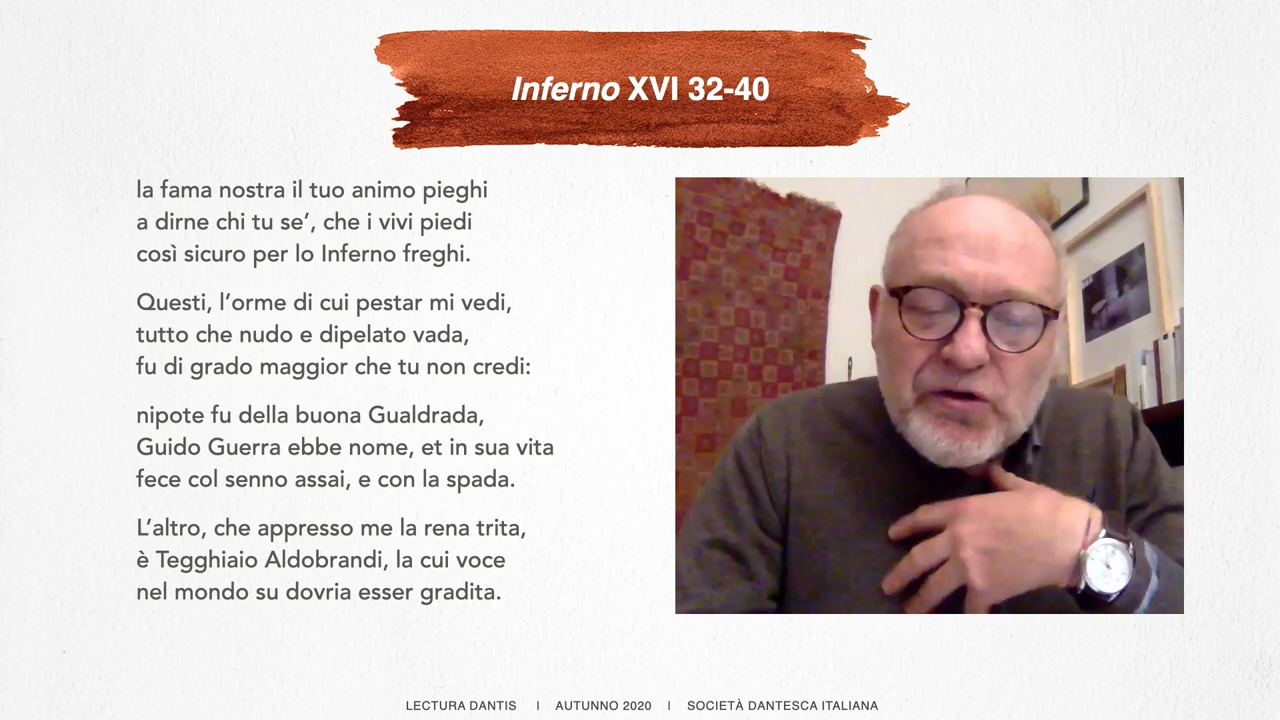 Inferno XVI 32-40
la fama nostra il tuo animo pieghi
a dirne chi tu se’, che i vivi piedi
così sicuro per lo Inferno freghi.
Questi, l’orme di cui pestar mi vedi,
tutto che nudo e dipelato vada,
fu di grado maggior che tu non credi:
nipote fu della buona Gualdrada,
Guido Guerra ebbe nome, et in sua vita
fece col senno assai, e con la spada.
L’altro, che appresso me la rena trita,
è Tegghiaio Aldobrandi, la cui voce
nel mondo su dovria esser gradita.
LECTURA DANTIS | AUTUNNO 2020 | SOCIETÀ DANTESCA ITALIANA